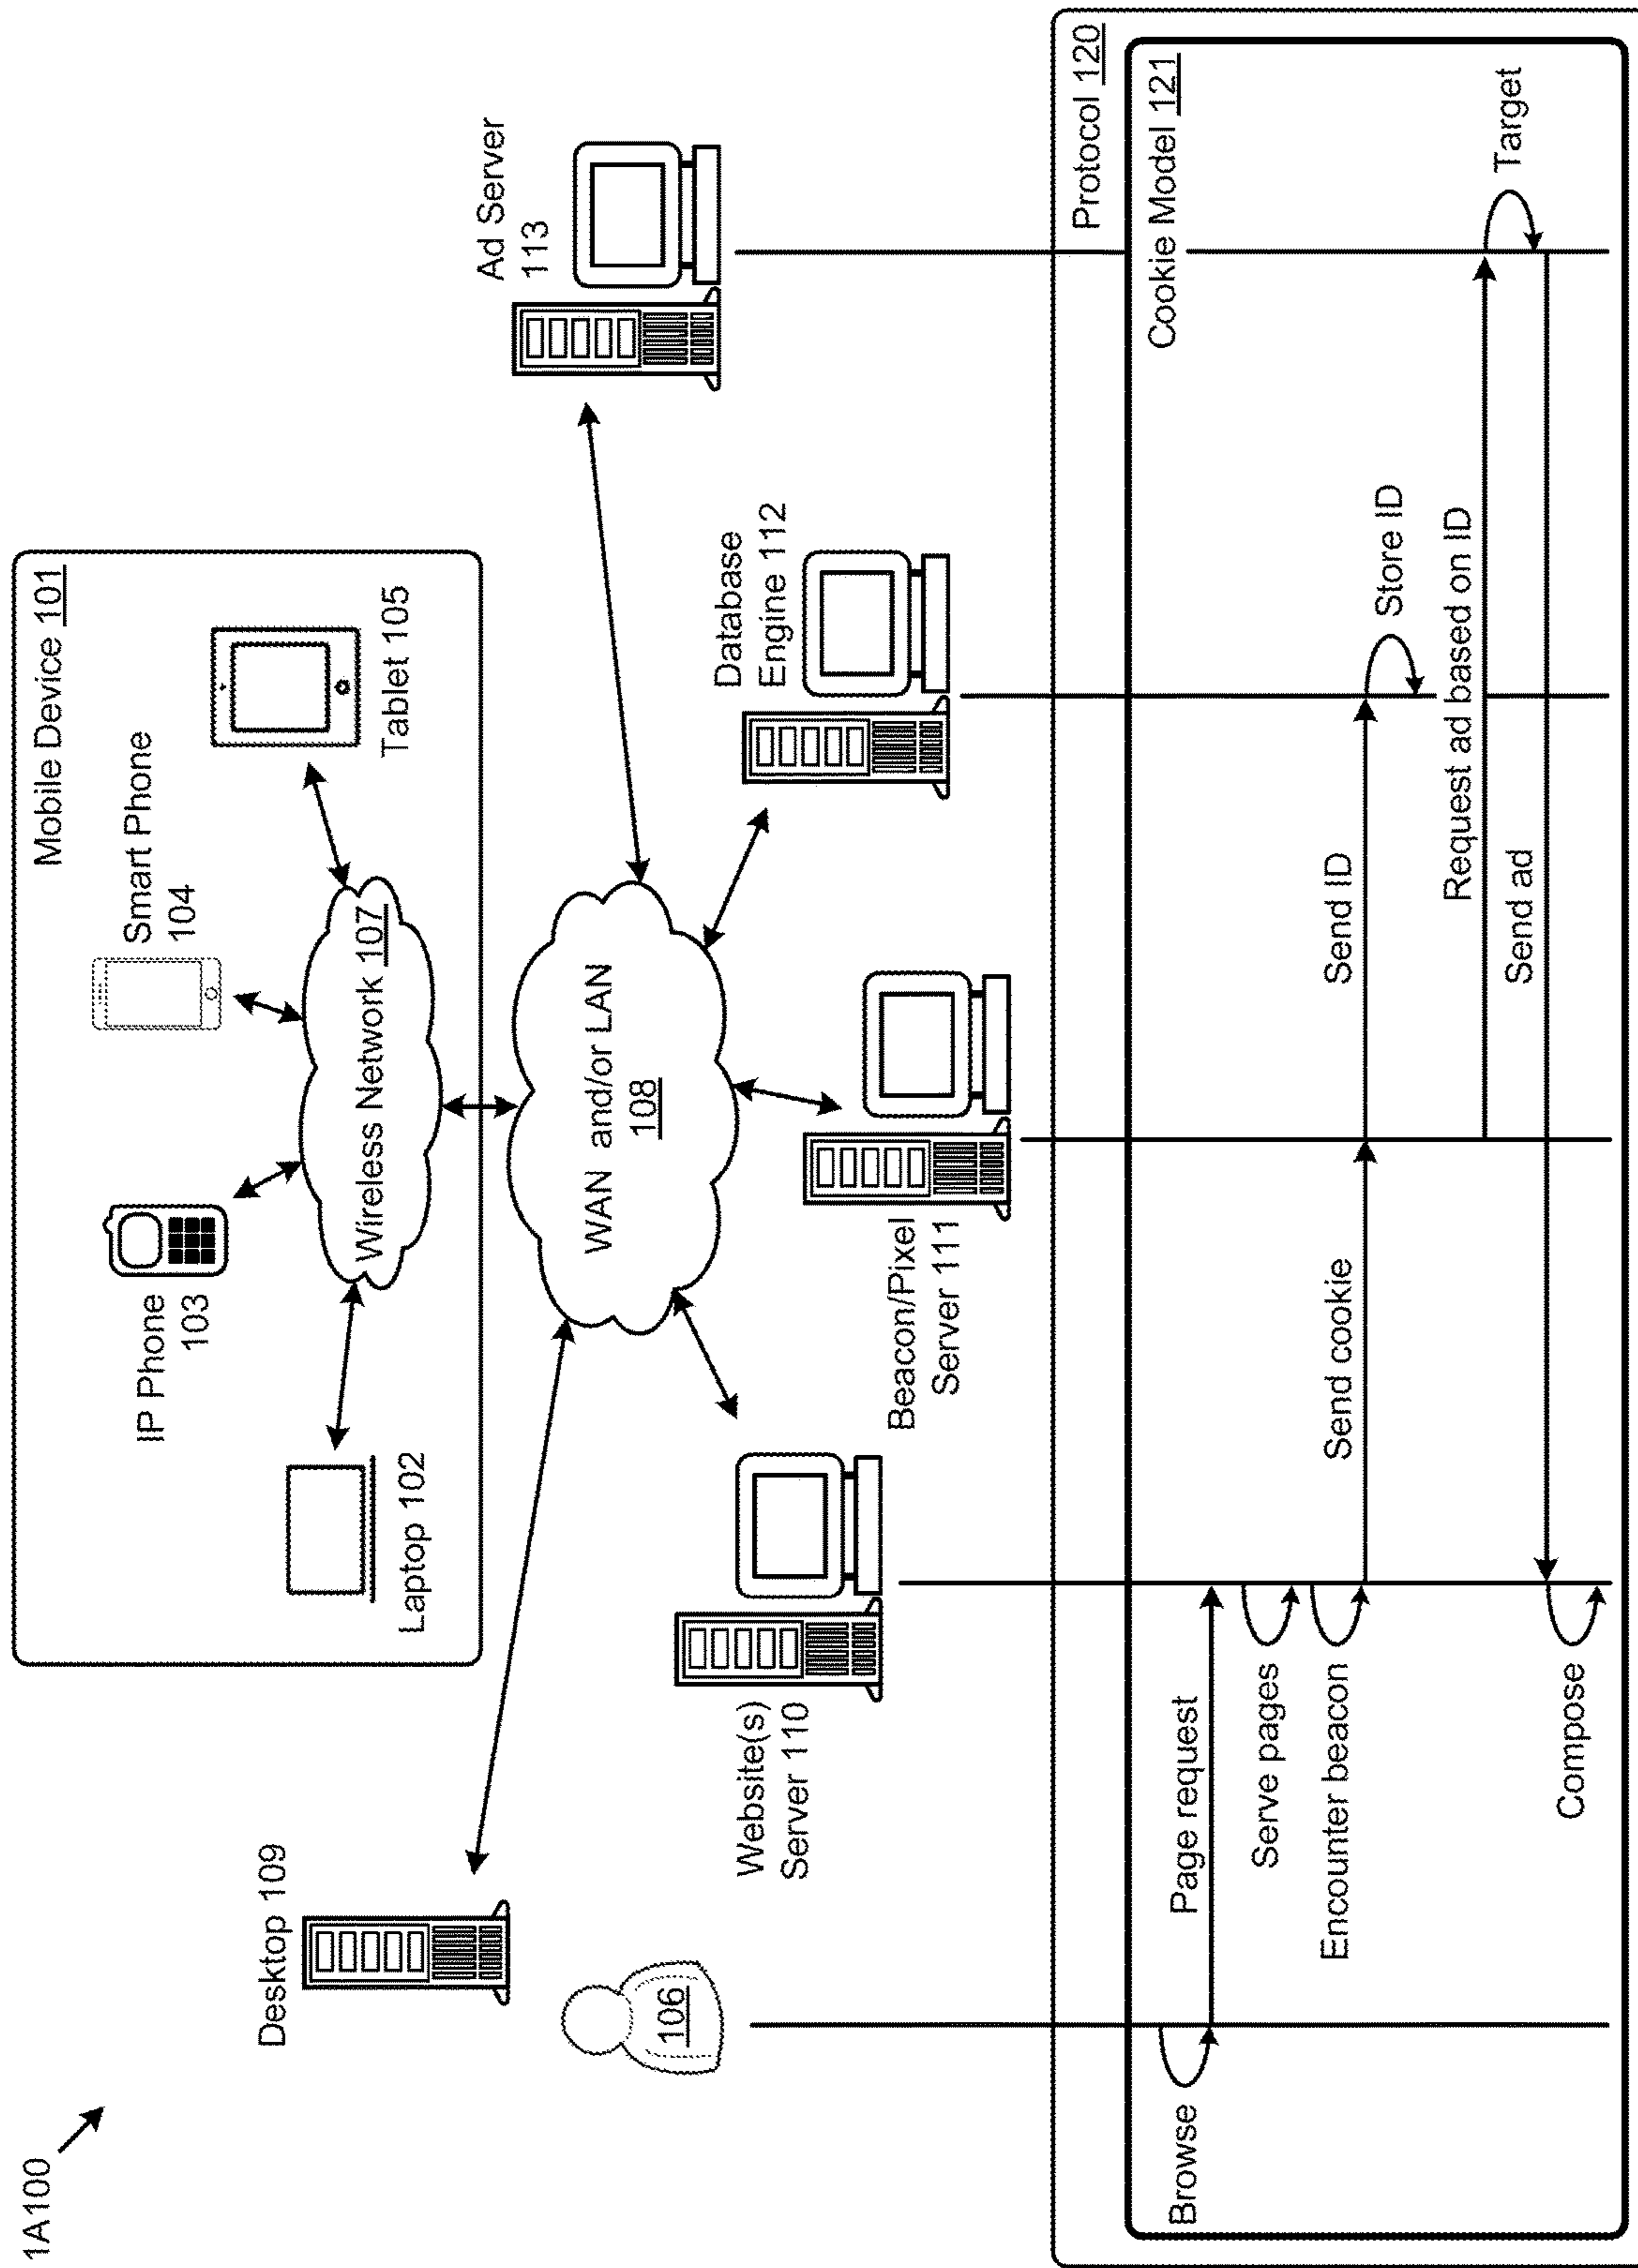 1A100
Mobile Device 101
IP Phone
103
Smart Phone
104
Laptop 102
Wireless Network 107
Tablet 105
Desktop 109
WAN and/or LAN
108
106
Website(s)
Server 110
Beacon/Pixel
Server 111
Database
Engine 112
Ad Server
113
Protocol 120
Cookie Model 121
Browse
Page request
Serve pages
Encounter beacon
Send cookie
Send ID
Store ID
Request ad based on ID
Target
Send ad
Compose